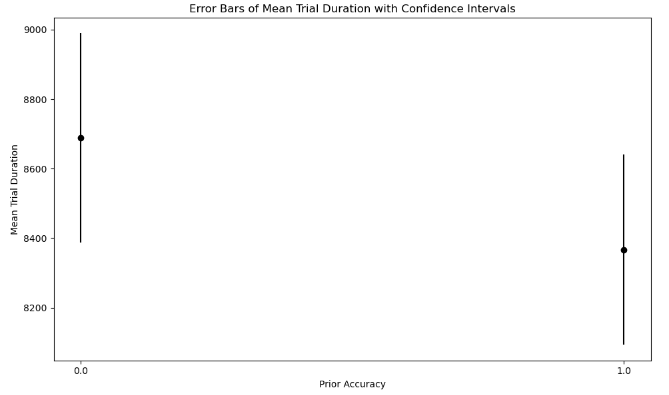 Error Bars of Mean Trial Duration with Confidence Intervals
9000
8800
8600
8400
8200
Mean Trial Duration
0.0
1.0
Prior Accuracy